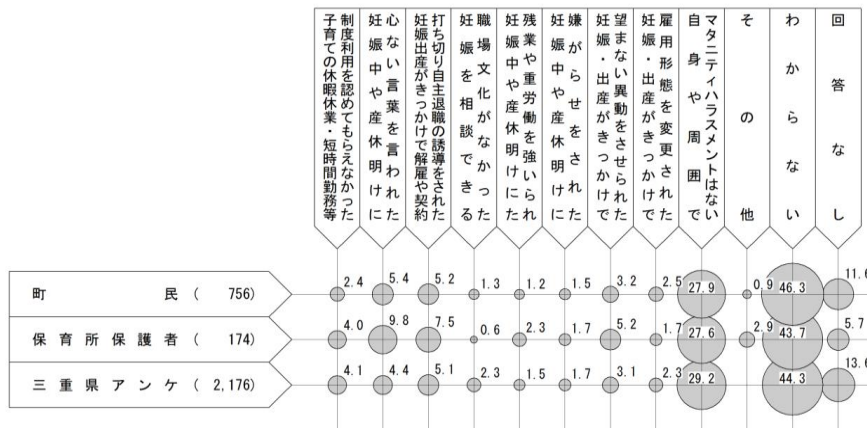 子育ての休暇休業・短時間勤務等
制度利用を認めてもらえなかった
妊娠中や産休明けに
心ない言葉を言われた
妊娠出産がきっかけで解雇や契約
打ち切り自主退職の誘導をされた
妊娠を相談できる
職場文化がなかった
妊娠中や産休明けに
残業や重労働を強いられた
妊娠中や産休明けに
嫌がらせをされた
妊娠・出産がきっかけで
望まない異動をさせられた
妊娠・出産がきっかけで
雇用形態を変更された
自身や周囲で
マタニティハラスメントはない
その他
わからない
回答なし
町民 ( 756) 2.4 5.4 5.2 1.3 1.2 1.5 3.2 2.5 27.9 0.9 46.3 11.6
保育所保護者 ( 174) 4.0 9.8 7.5 0.6 2.3 1.7 5.2 1.7 27.6 2.9 43.7 5.7
三重県アンケ (2,176) 4.1 4.4 5.1 2.3 1.5 1.7 3.1 2.3 29.2 44.3 13.6